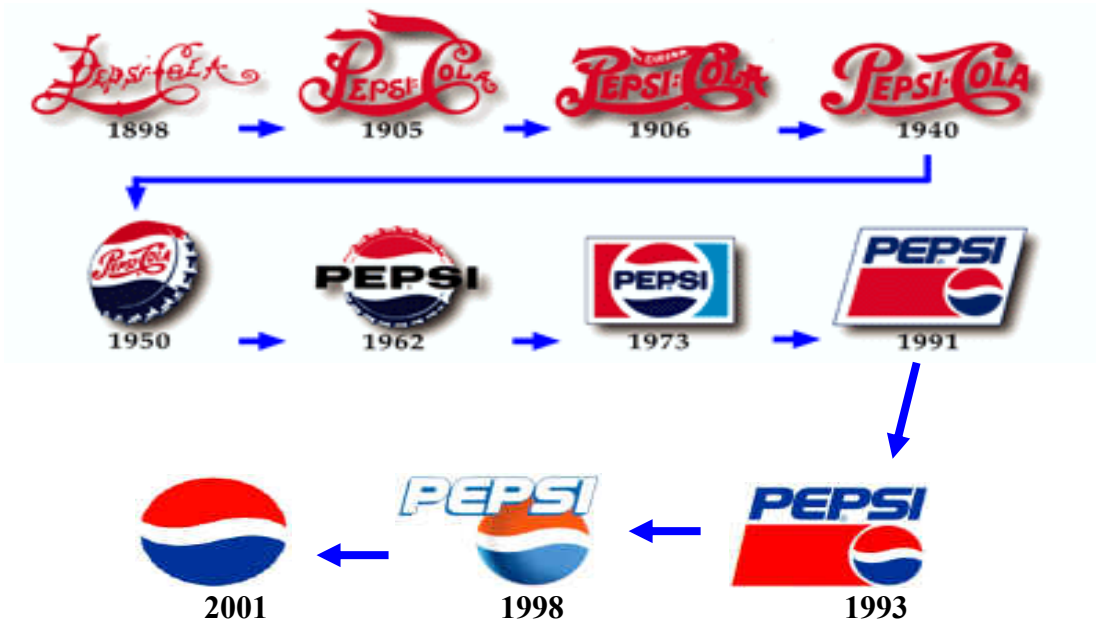 PEPSI-COLA
PEPSI:COLA
DRINK
PEPSI:COLA
PEPSI-COLA
1898
1905
1906
1940
PEPSI-COLA
PEPSI
PEPSI
PEPSI
1950
1962
1973
1991
PEPSI
PEPSI
2001
1998
1993